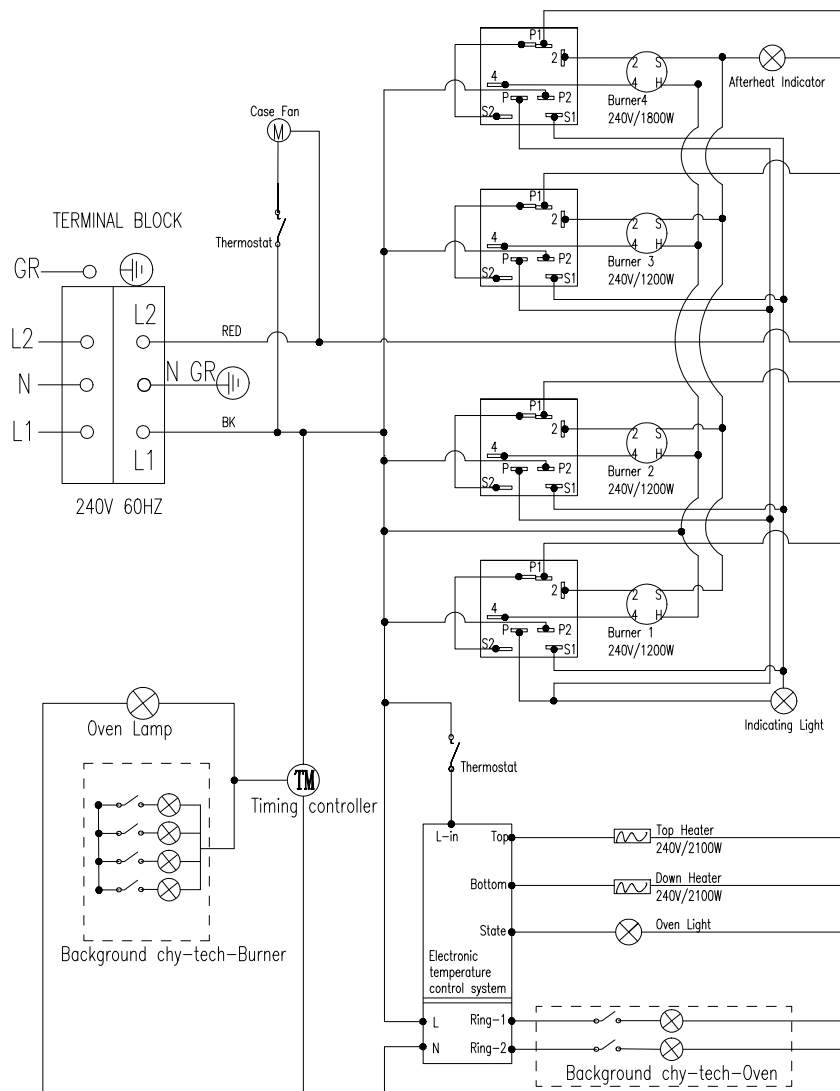 P1
2
4
P
P2
S2
S1
2 S
4 H
Burner4
240V/1800W
Afterheat Indicator
Case Fan
M
Thermostat
TERMINAL BLOCK
GR
L2
L2
RED
N
N GR
L1
L1
BK
240V 60HZ
P1
2
4
P
P2
S2
S1
2 S
4 H
Burner 3
240V/1200W
P1
2
4
P
P2
S2
S1
2 S
4 H
Burner 2
240V/1200W
P1
2
4
P
P2
S2
S1
2 S
4 H
Burner 1
240V/1200W
Indicating Light
Oven Lamp
TM
Timing controller
Background chy-tech-Burner
Thermostat
L-in
Top
Top Heater
240V/2100W
Bottom
Down Heater
240V/2100W
State
Oven Light
Electronic
temperature
control system
L
Ring-1
N
Ring-2
Background chy-tech-Oven